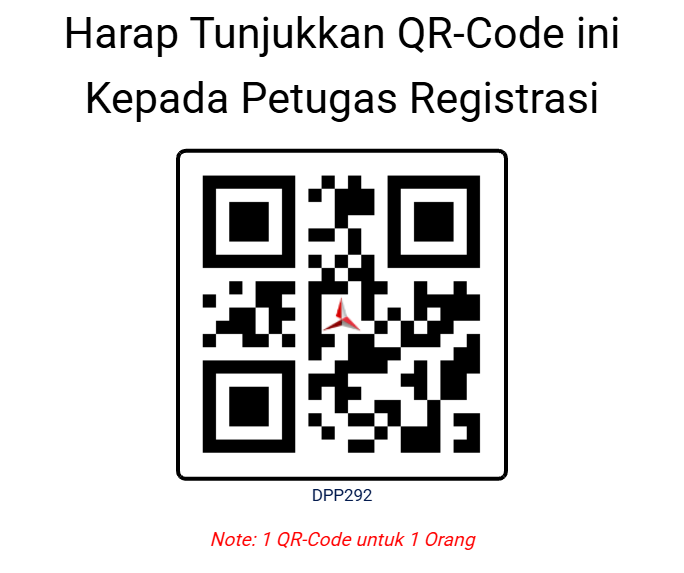 Harap Tunjukkan QR-Code ini
Kepada Petugas Registrasi
DPP292
Note: 1 QR-Code untuk 1 Orang